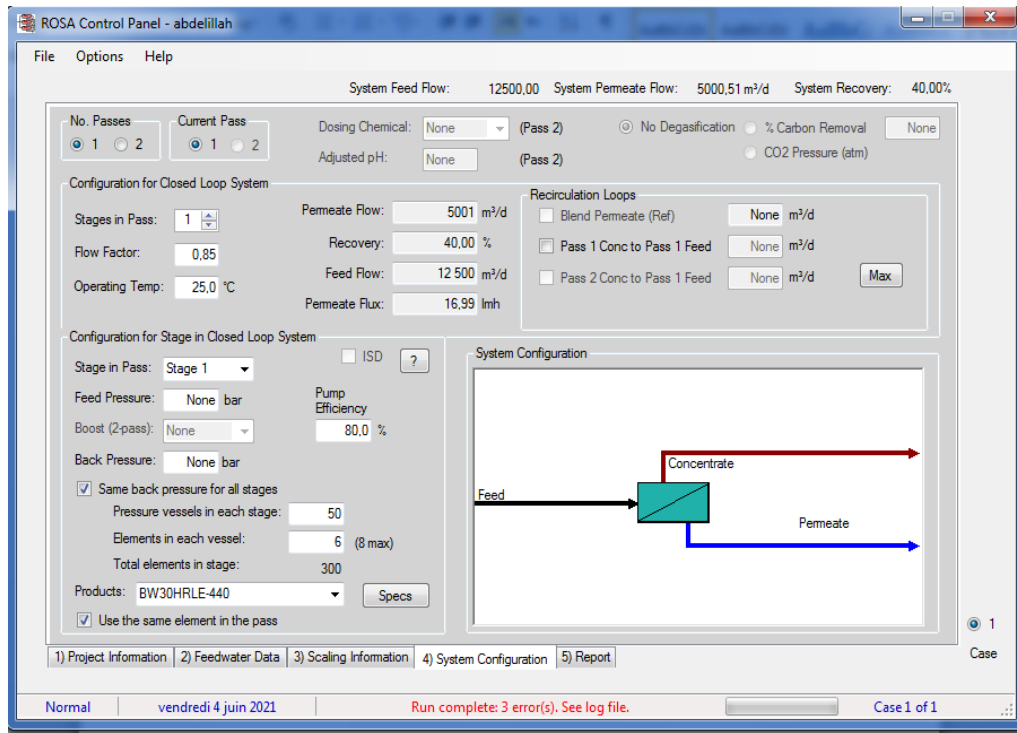 ROSA Control Panel - abdelillah
File Options Help
System Feed Flow: 12500,00 System Permeate Flow: 5000,51 m³/d System Recovery: 40,00%
No. Passes
1 2
Current Pass
1 2
Dosing Chemical: None (Pass 2)
Adjusted pH: None (Pass 2)
No Degasification % Carbon Removal None
CO2 Pressure (atm)
Configuration for Closed Loop System
Stages in Pass: 1
Flow Factor: 0,85
Operating Temp: 25,0 °C
Permeate Flow: 5001 m³/d
Recovery: 40,00 %
Feed Flow: 12 500 m³/d
Permeate Flux: 16,99 lmh
Recirculation Loops
Blend Permeate (Ref) None m³/d
Pass 1 Conc to Pass 1 Feed None m³/d
Pass 2 Conc to Pass 1 Feed None m³/d Max
Configuration for Stage in Closed Loop System
ISD ?
Stage in Pass: Stage 1
Feed Pressure: None bar
Boost (2-pass): None
Back Pressure: None bar
Pump
Efficiency
80,0 %
Same back pressure for all stages
Pressure vessels in each stage: 50
Elements in each vessel: 6 (8 max)
Total elements in stage: 300
Products: BW30HRLE-440 Specs
Use the same element in the pass
System Configuration
Concentrate
Feed
Permeate
1
Case
1) Project Information 2) Feedwater Data 3) Scaling Information 4) System Configuration 5) Report
Normal vendredi 4 juin 2021 Run complete: 3 error(s). See log file. Case 1 of 1